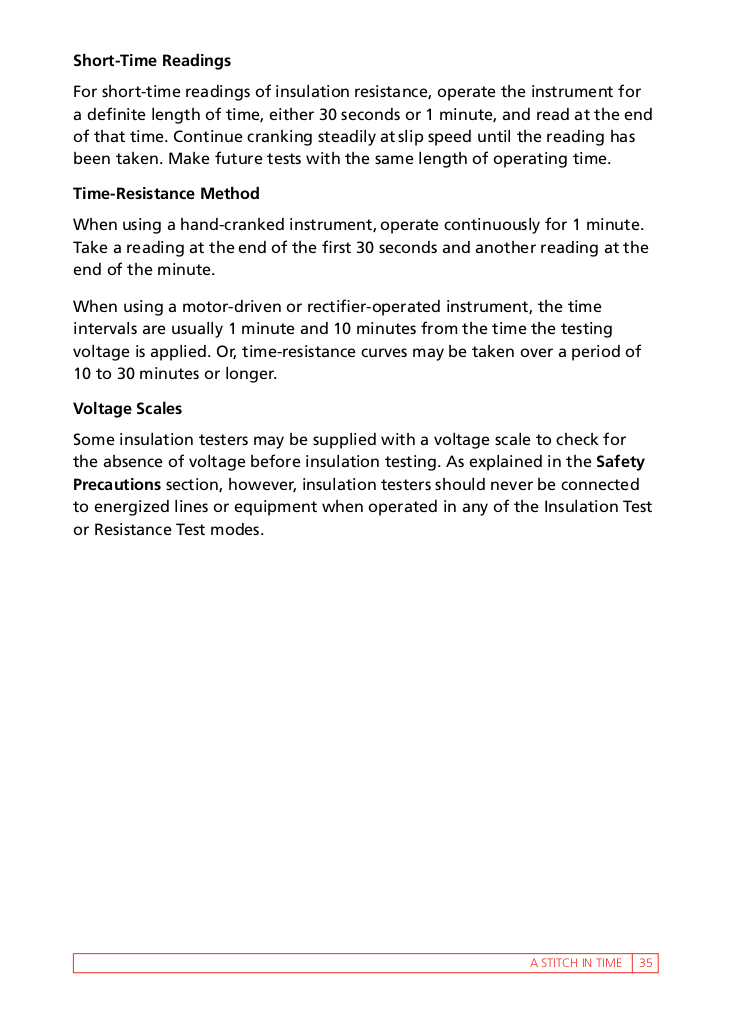 Short-Time Readings
For short-time readings of insulation resistance, operate the instrument for
a definite length of time, either 30 seconds or 1 minute, and read at the end
of that time. Continue cranking steadily at slip speed until the reading has
been taken. Make future tests with the same length of operating time.
Time-Resistance Method
When using a hand-cranked instrument, operate continuously for 1 minute.
Take a reading at the end of the first 30 seconds and another reading at the
end of the minute.
When using a motor-driven or rectifier-operated instrument, the time
intervals are usually 1 minute and 10 minutes from the time the testing
voltage is applied. Or, time-resistance curves may be taken over a period of
10 to 30 minutes or longer.
Voltage Scales
Some insulation testers may be supplied with a voltage scale to check for
the absence of voltage before insulation testing. As explained in the Safety
Precautions section, however, insulation testers should never be connected
to energized lines or equipment when operated in any of the Insulation Test
or Resistance Test modes.
A STITCH IN TIME 35